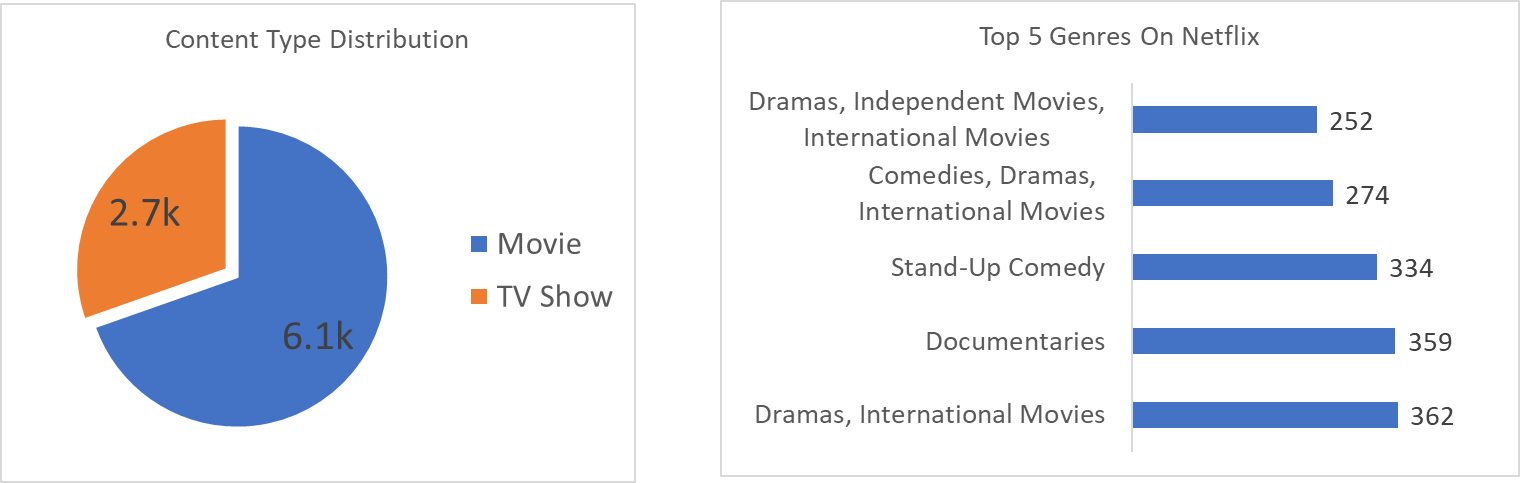 Content Type Distribution
2.7k
6.1k
Movie
TV Show
Top 5 Genres On Netflix
Dramas, Independent Movies,
International Movies
252
Comedies, Dramas,
International Movies
274
Stand-Up Comedy
334
Documentaries
359
Dramas, International Movies
362